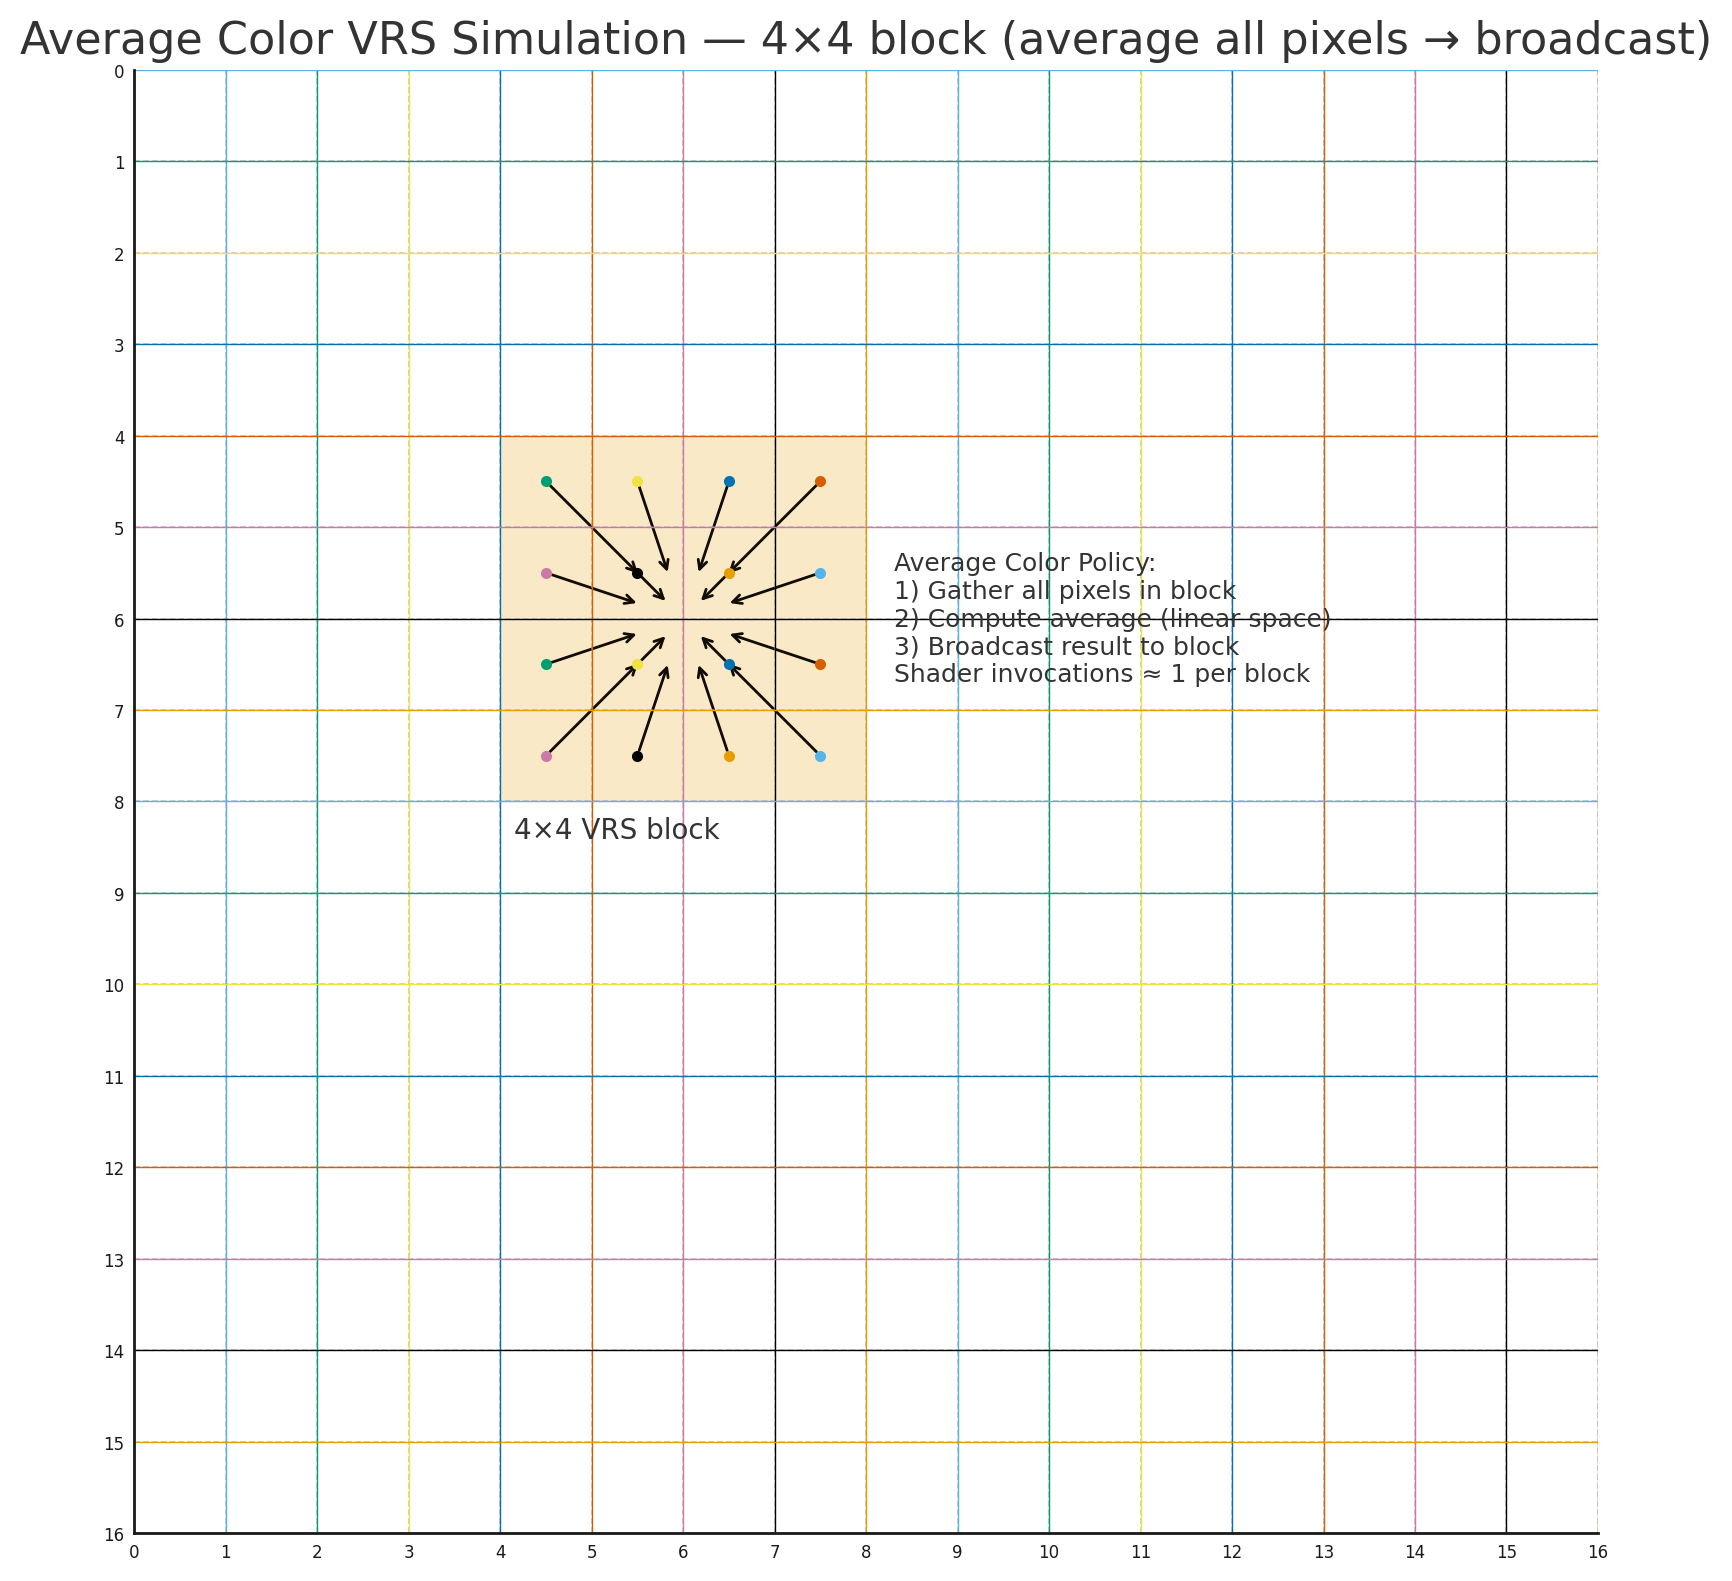 Average Color VRS Simulation — 4×4 block (average all pixels → broadcast)
0
1
2
3
4
5
Average Color Policy:
1) Gather all pixels in block
6
2) Compute average (linear space)
3) Broadcast result to block
Shader invocations ≈ 1 per block
7
8
4×4 VRS block
9
10
11
12
13
14
15
16
0 1 2 3 4 5 6 7 8 9 10 11 12 13 14 15 16